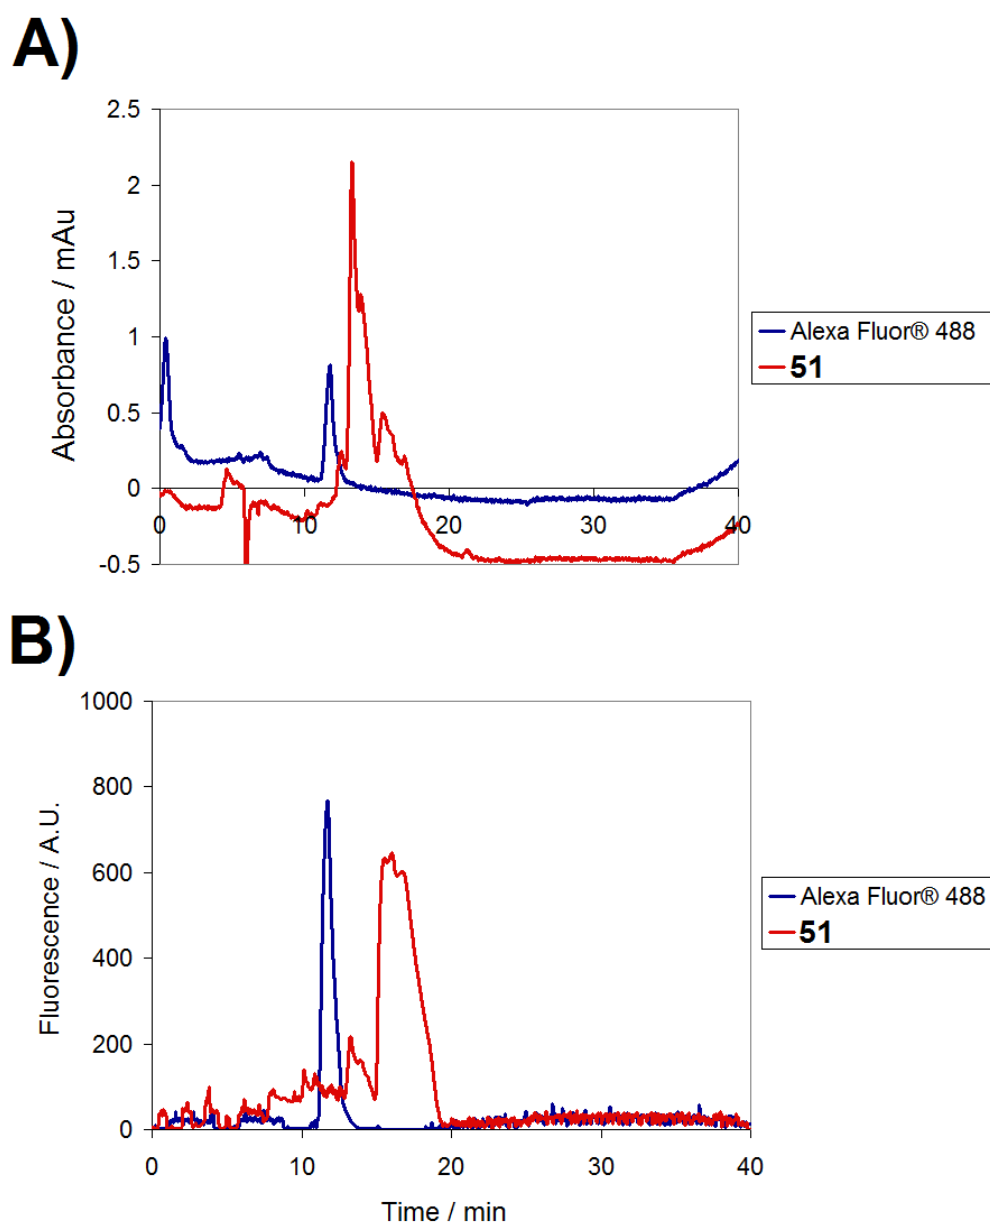 A)
2.5
2
1.5
1
0.5
0
-0.5
Absorbance / mAu
0 10 20 30 40
Alexa Fluor® 488
51
B)
1000
800
600
400
200
0
Fluorescence / A.U.
0 10 20 30 40
Time / min
Alexa Fluor® 488
51